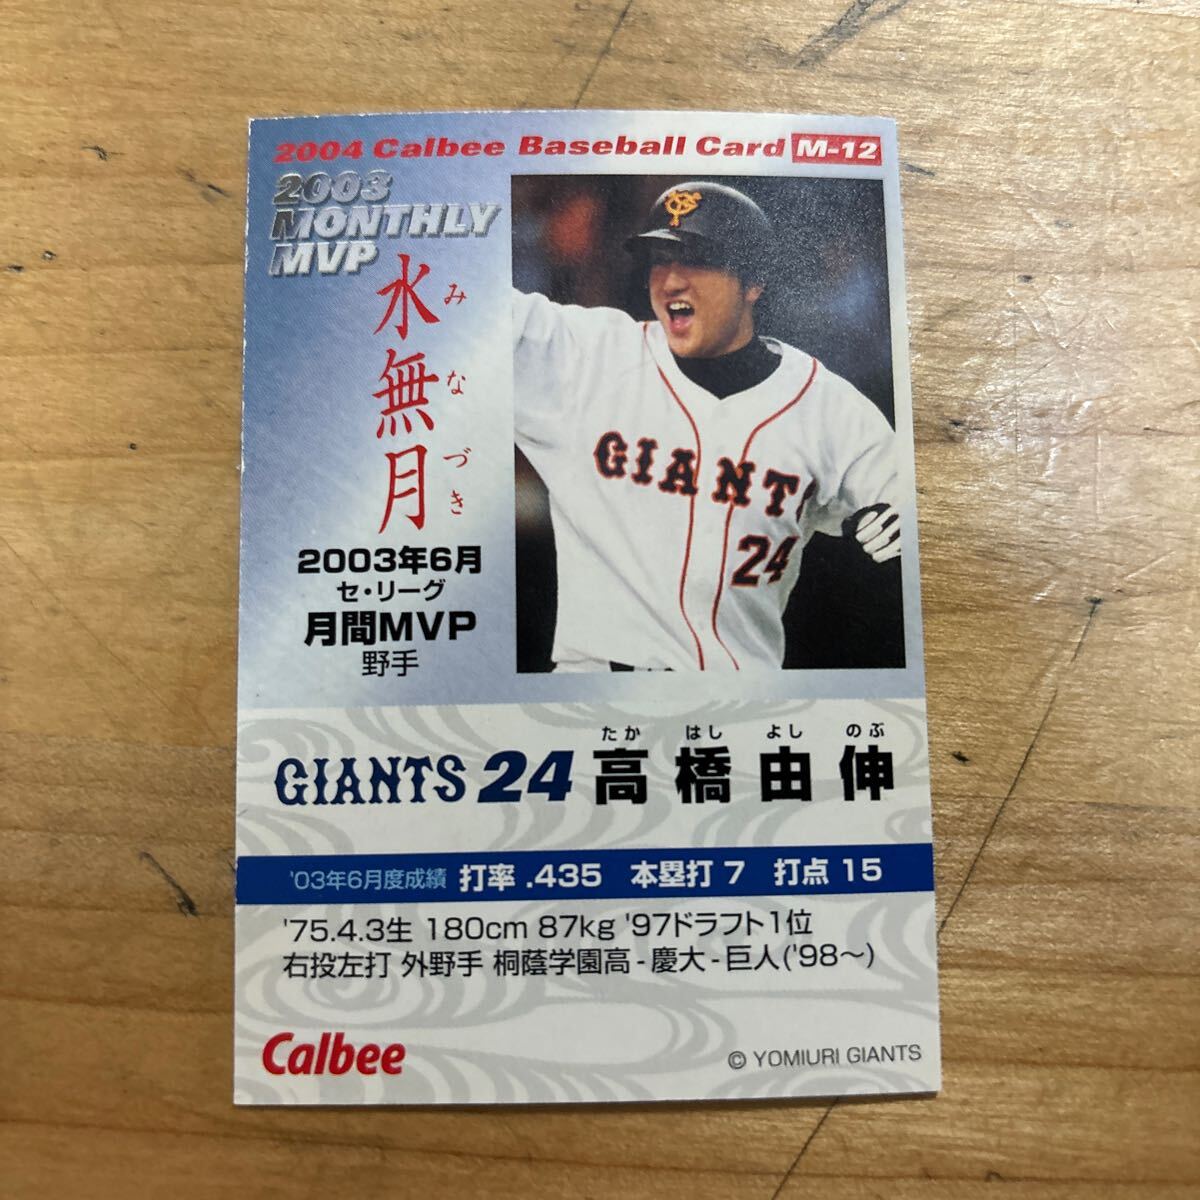 2004 Calbee Baseball Card M-12
2003
MONTHLY
MVP
水無月
みなづき
2003年6月
セ・リーグ
月間MVP
野手
GIANTS
24
たか はし よし のぶ
GIANTS 24 高橋由伸
'03年6月度成績 打率 .435 本塁打 7 打点 15
'75.4.3生 180cm 87kg '97ドラフト1位
右投左打 外野手 桐蔭学園高-慶大-巨人('98〜)
Calbee
© YOMIURI GIANTS